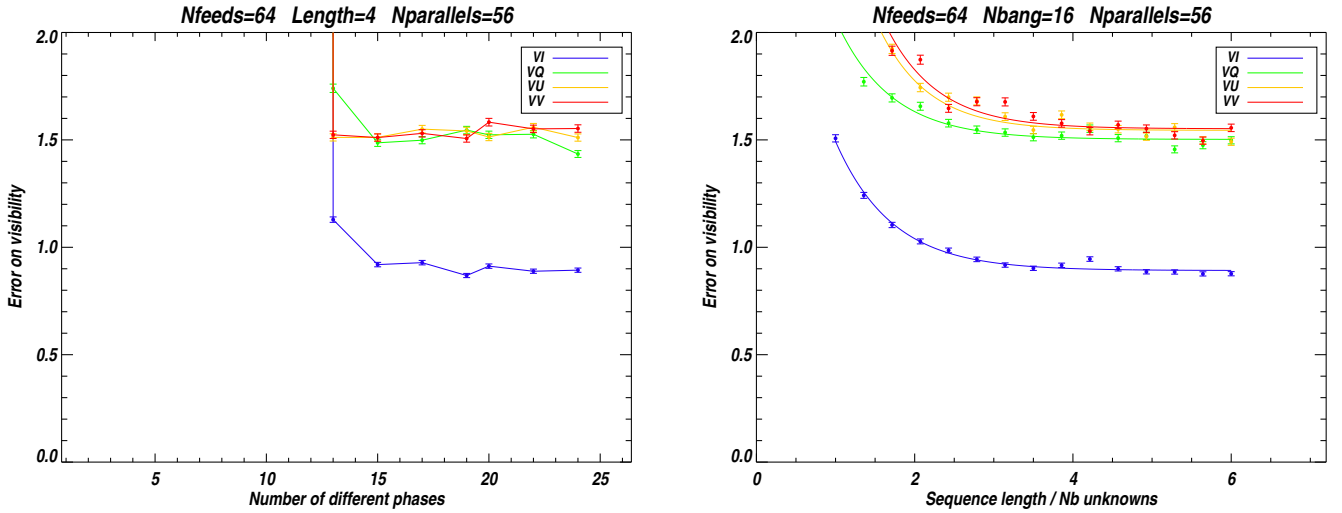 Nfeeds=64 Length=4 Nparallels=56
2.0
1.5
1.0
0.5
0.0
Error on visibility
VI
VQ
VU
VV
5
10
15
20
25
Number of different phases
Nfeeds=64 Nbang=16 Nparallels=56
2.0
1.5
1.0
0.5
0.0
Error on visibility
VI
VQ
VU
VV
0
2
4
6
Sequence length / Nb unknowns